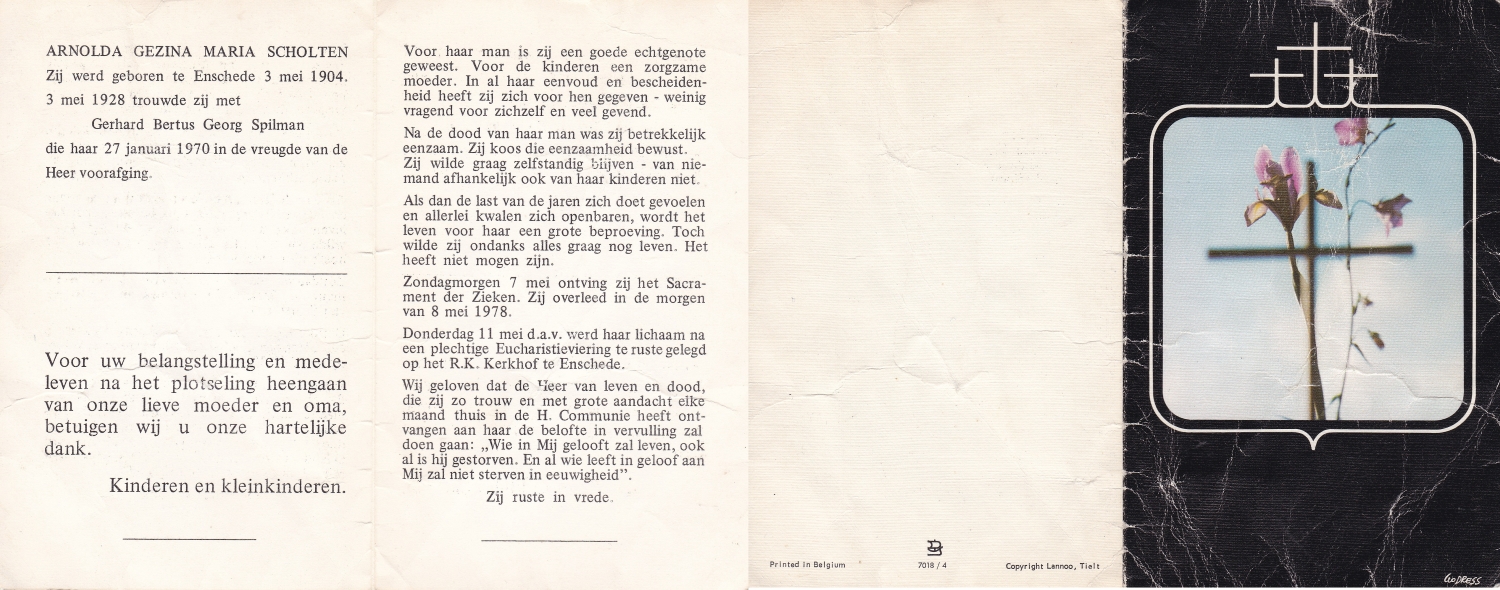 ARNOLDA GEZINA MARIA SCHOLTEN
Zij werd geboren te Enschede 3 mei 1904.
3 mei 1928 trouwde zij met
Gerhard Bertus Georg Spilman
die haar 27 januari 1970 in de vreugde van de
Heer voorafging.
Voor uw belangstelling en mede-
leven na het plotseling heengaan
van onze lieve moeder en oma,
betuigen wij u onze hartelijke
dank.
Kinderen en kleinkinderen.
Voor haar man is zij een goede echtgenote
geweest. Voor de kinderen een zorgzame
moeder. In al haar eenvoud en bescheiden-
heid heeft zij zich voor hen gegeven - weinig
vragend voor zichzelf en veel gevend.
Na de dood van haar man was zij betrekkelijk
eenzaam. Zij koos die eenzaamheid bewust.
Zij wilde graag zelfstandig blijven - van nie-
mand afhankelijk ook van haar kinderen niet.
Als dan de last van de jaren zich doet gevoelen
en allerlei kwalen zich openbaren, wordt het
leven voor haar een grote beproeving. Toch
wilde zij ondanks alles graag nog leven. Het
heeft niet mogen zijn.
Zondagmorgen 7 mei ontving zij het Sacra-
ment der Zieken. Zij overleed in de morgen
van 8 mei 1978.
Donderdag 11 mei d.a.v. werd haar lichaam na
een plechtige Eucharistieviering te ruste gelegd
op het R.K. Kerkhof te Enschede.
Wij geloven dat de Heer van leven en dood,
die zij zo trouw en met grote aandacht elke
maand thuis in de H. Communie heeft ont-
vangen aan haar de belofte in vervulling zal
doen gaan: „Wie in Mij gelooft zal leven, ook
al is hij gestorven. En al wie leeft in geloof aan
Mij zal niet sterven in eeuwigheid".
Zij ruste in vrede.
Printed in Belgium
7018 / 4
Copyright Lannoo, Tielt